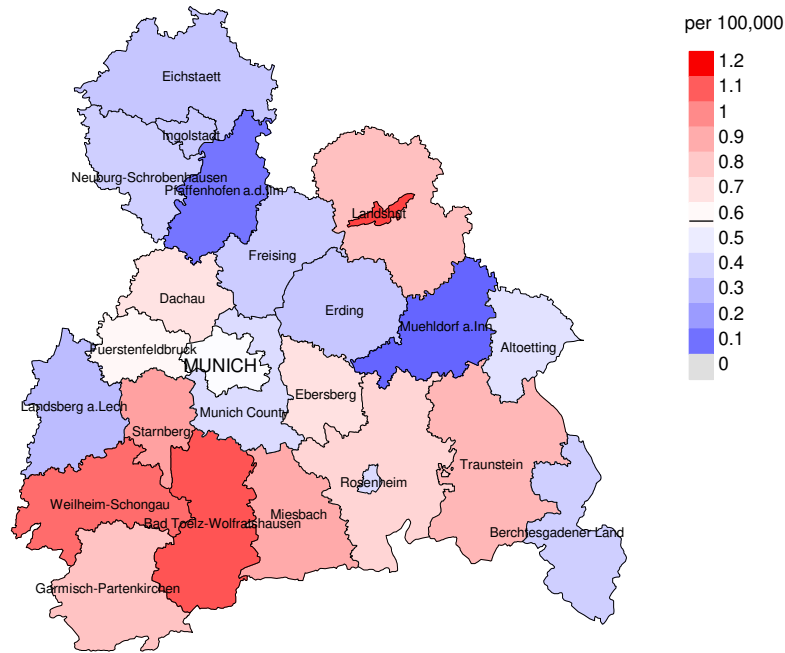 per 100,000
1.2
1.1
1
0.9
0.8
0.7
0.6
0.5
0.4
0.3
0.2
0.1
0
Eichstaett
Ingolstadt
Neuburg-Schrobenhausen
Pfaffenhofen a.d.Ilm
Landshut
Freising
Dachau
Erding
Muehldorf a.Inn
Altoetting
Fuerstenfeldbruck
MUNICH
Ebersberg
Landsberg a.Lech
Munich County
Starnberg
Traunstein
Rosenheim
Weilheim-Schongau
Miesbach
Bad Toelz-Wolfratshausen
Berchtesgadener Land
Garmisch-Partenkirchen